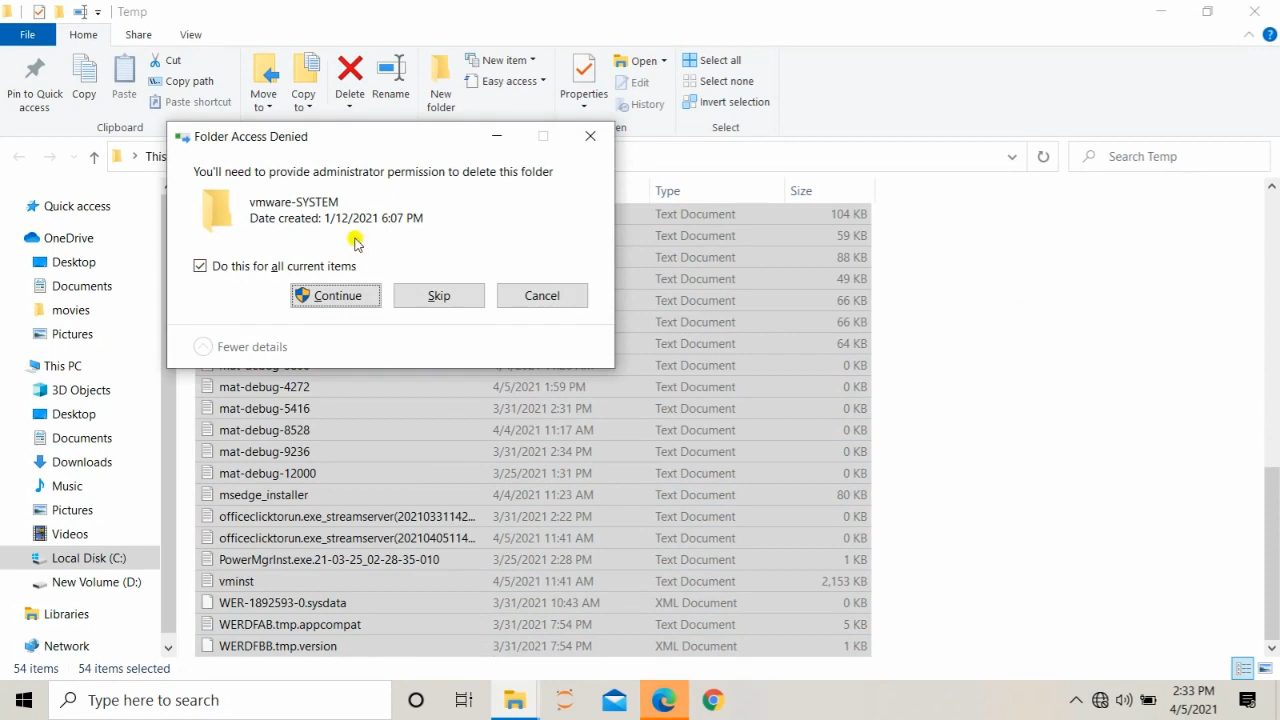 Temp
File
Home
Share
View
Pin to Quick access
Copy
Paste
Cut
Copy path
Paste shortcut
Clipboard
Move to
Copy to
Delete
Rename
New folder
New item
Easy access
Properties
Open
Edit
History
en
Select all
Select none
Invert selection
Select
This
Search Temp
Folder Access Denied
You'll need to provide administrator permission to delete this folder
vmware-SYSTEM
Date created: 1/12/2021 6:07 PM
Do this for all current items
Continue
Skip
Cancel
Fewer details
Quick access
OneDrive
Desktop
Documents
movies
Pictures
This PC
3D Objects
Desktop
Documents
Downloads
Music
Pictures
Videos
Local Disk (C:)
New Volume (D:)
Libraries
Network
Type Size
Text Document 104 KB
Text Document 59 KB
Text Document 88 KB
Text Document 49 KB
Text Document 66 KB
Text Document 66 KB
Text Document 64 KB
Text Document 0 KB
mat-debug-4272 4/5/2021 1:59 PM Text Document 0 KB
mat-debug-5416 3/31/2021 2:31 PM Text Document 0 KB
mat-debug-8528 4/4/2021 11:17 AM Text Document 0 KB
mat-debug-9236 3/31/2021 2:34 PM Text Document 0 KB
mat-debug-12000 3/25/2021 1:31 PM Text Document 0 KB
msedge_installer 4/4/2021 11:23 AM Text Document 80 KB
officeclicktorun.exe_streamserver(20210331142... 3/31/2021 2:22 PM Text Document 0 KB
officeclicktorun.exe_streamserver(202104051​14... 4/5/2021 11:41 AM Text Document 0 KB
PowerMgrInst.exe.21-03-25_02-28-35-010 3/25/2021 2:28 PM Text Document 1 KB
vminst 4/5/2021 11:41 AM Text Document 2,153 KB
WER-1892593-0.sysdata 3/31/2021 10:43 AM XML Document 0 KB
WERDFAB.tmp.appcompat 3/31/2021 7:54 PM Text Document 5 KB
WERDFBB.tmp.version 3/31/2021 7:54 PM XML Document 1 KB
54 items 54 items selected
Type here to search
2:33 PM
4/5/2021